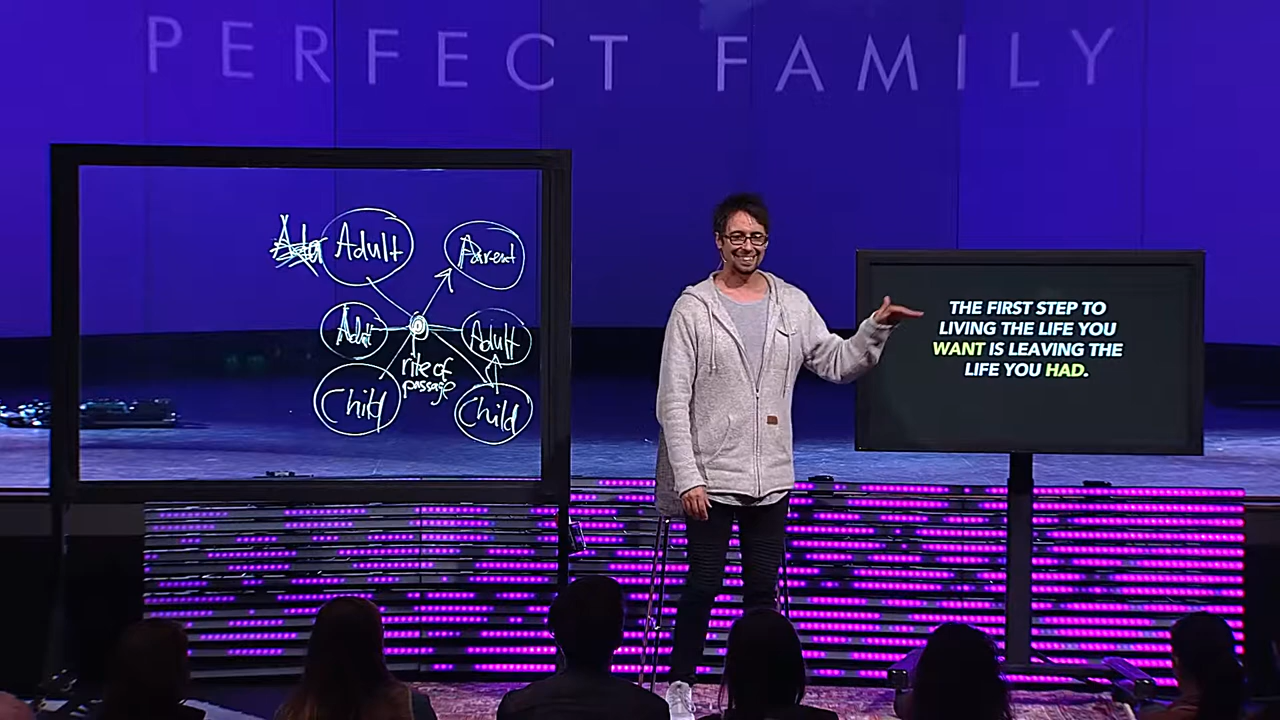 PERFECT FAMILY
Adult
Parent
Adult
Adult
rite of
passage
Child
Child
THE FIRST STEP TO
LIVING THE LIFE YOU
WANT IS LEAVING THE
LIFE YOU HAD.